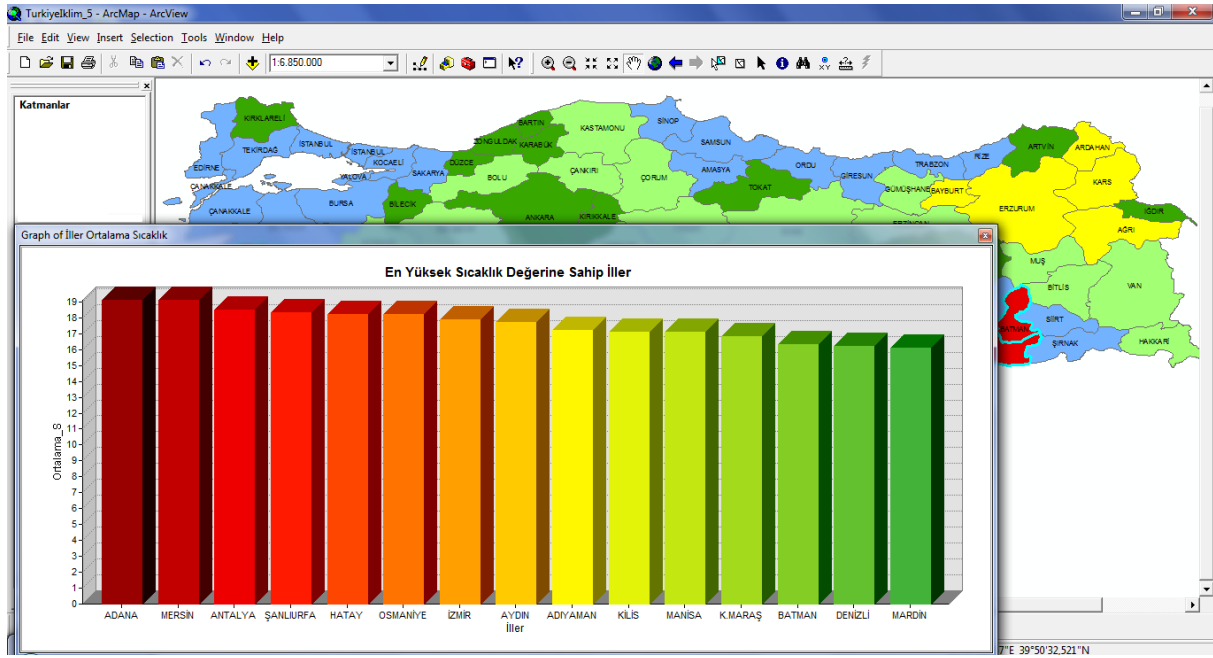 TurkiyeIklim_5 - ArcMap - ArcView
File Edit View Insert Selection Tools Window Help
1:6.850.000
Katmanlar
KIRKLARELİ
TEKİRDAĞ
İSTANBUL
İSTANBUL
KOCAELİ
EDİRNE
YALOVA
SAKARYA
DÜZCE
ZONGULDAK
BARTIN
KARABÜK
KASTAMONU
SİNOP
SAMSUN
ÇANAKKALE
ÇANAKKALE
BURSA
BİLECİK
BOLU
ÇANKIRI
ÇORUM
AMASYA
TOKAT
ORDU
GİRESUN
TRABZON
RİZE
ARTVİN
ARDAHAN
KARS
GÜMÜŞHANE
BAYBURT
ERZURUM
IĞDIR
AĞRI
ANKARA
KIRIKKALE
ERZİNCAN
MUŞ
BİTLİS
VAN
BATMAN
SİİRT
ŞIRNAK
HAKKARİ
Graph of İller Ortalama Sıcaklık
En Yüksek Sıcaklık Değerine Sahip İller
Ortalama_S
19
18
17
16
15
14
13
12
11
10
9
8
7
6
5
4
3
2
1
0
ADANA MERSİN ANTALYA ŞANLIURFA HATAY OSMANİYE İZMİR AYDIN ADIYAMAN KİLİS MANİSA K.MARAŞ BATMAN DENİZLİ MARDİN
İller
7"E 39°50'32,521"N